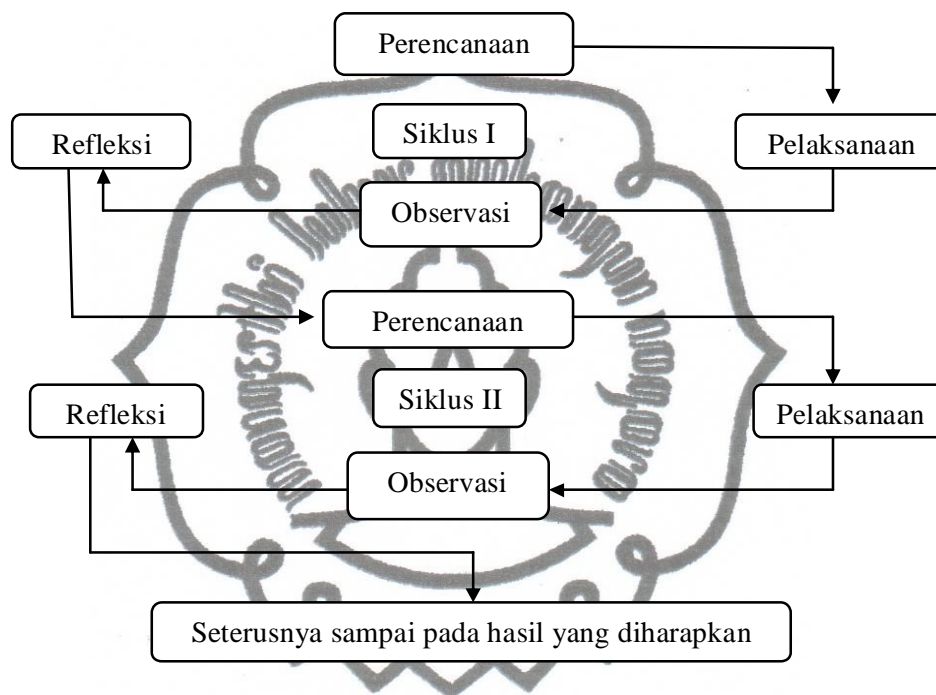 Perencanaan
Siklus I
Refleksi
Pelaksanaan
Observasi
Perencanaan
Siklus II
Refleksi
Pelaksanaan
Observasi
Seterusnya sampai pada hasil yang diharapkan